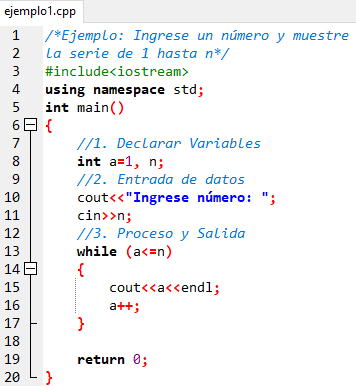 ejemplo1.cpp
1 /*Ejemplo: Ingrese un número y muestre
2 la serie de 1 hasta n*/
3 #include<iostream>
4 using namespace std;
5 int main()
6 {
7 //1. Declarar Variables
8 int a=1, n;
9 //2. Entrada de datos
10 cout<<"Ingrese número: ";
11 cin>>n;
12 //3. Proceso y Salida
13 while (a<=n)
14 {
15 cout<<a<<endl;
16 a++;
17 }
18
19 return 0;
20 }